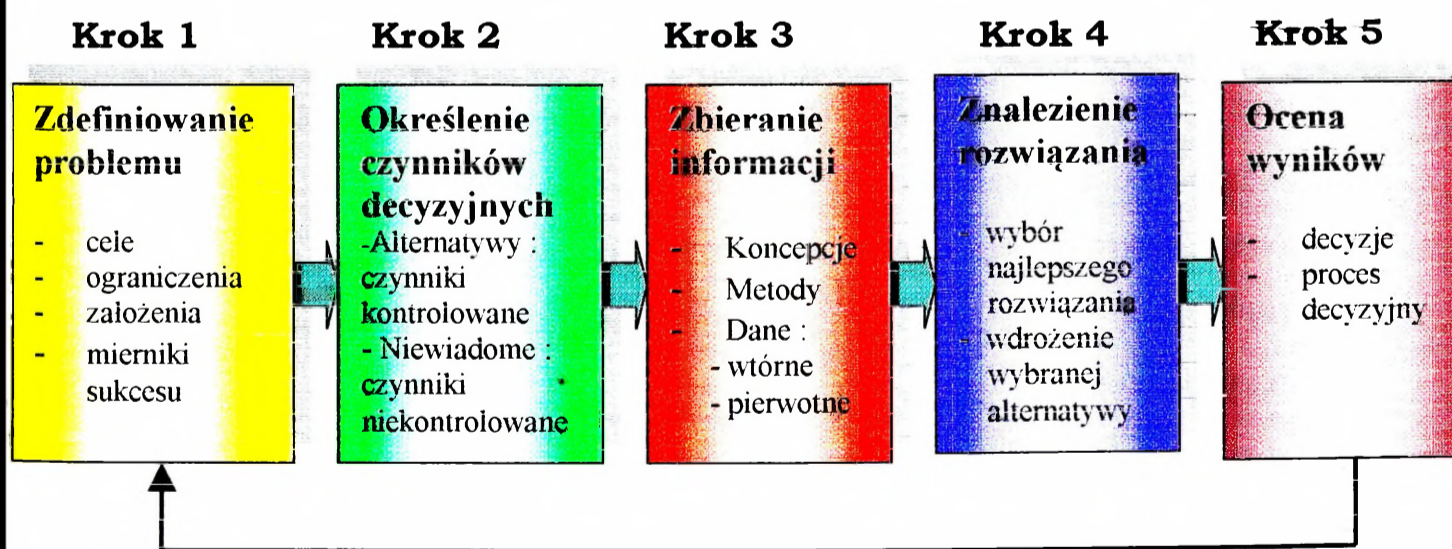 Krok 1
Zdefiniowanie
problemu
- cele
- ograniczenia
- założenia
- mierniki
sukcesu
Krok 2
Określenie
czynników
decyzyjnych
-Alternatywy :
czynniki
kontrolowane
- Niewiadome :
czynniki
niekontrolowane
Krok 3
Zbieranie
informacji
- Koncepcje
- Metody
- Dane :
- wtórne
- pierwotne
Krok 4
Znalezienie
rozwiązania
- wybór
najlepszego
rozwiązania
- wdrożenie
wybranej
alternatywy
Krok 5
Ocena
wyników
- decyzje
- proces
decyzyjny